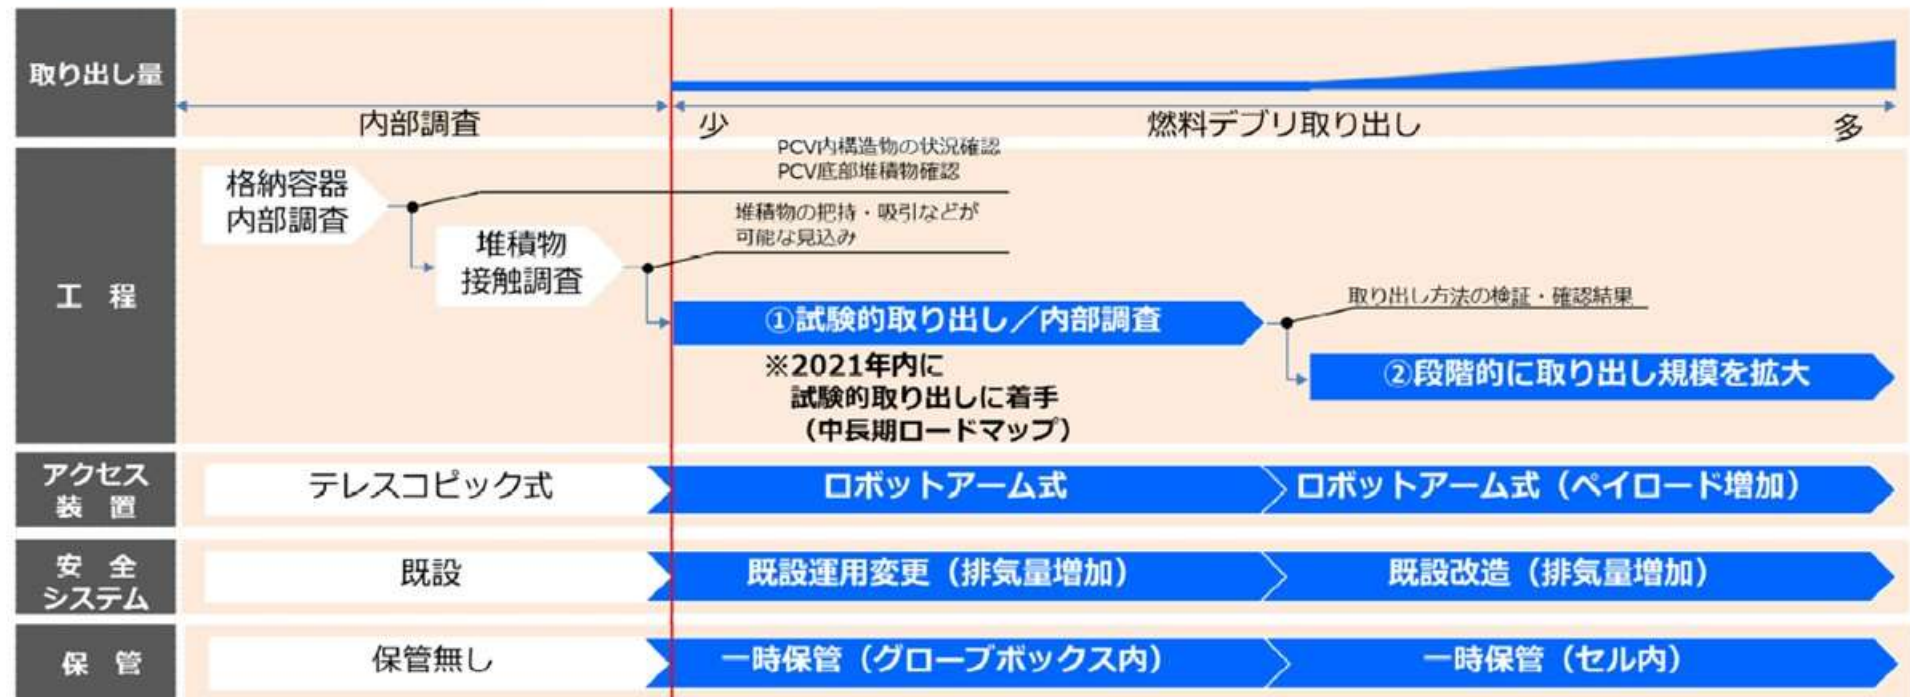 取り出し量
内部調査
少
燃料デブリ取り出し
多
工　程
格納容器
内部調査
PCV内構造物の状況確認
PCV底部堆積物確認
堆積物
接触調査
堆積物の把持・吸引などが
可能な見込み
①試験的取り出し／内部調査
※2021年内に
試験的取り出しに着手
（中長期ロードマップ）
取り出し方法の検証・確認結果
②段階的に取り出し規模を拡大
アクセス
装　置
テレスコピック式
ロボットアーム式
ロボットアーム式（ペイロード増加）
安　全
システム
既設
既設運用変更（排気量増加）
既設改造（排気量増加）
保　管
保管無し
一時保管（グローブボックス内）
一時保管（セル内）